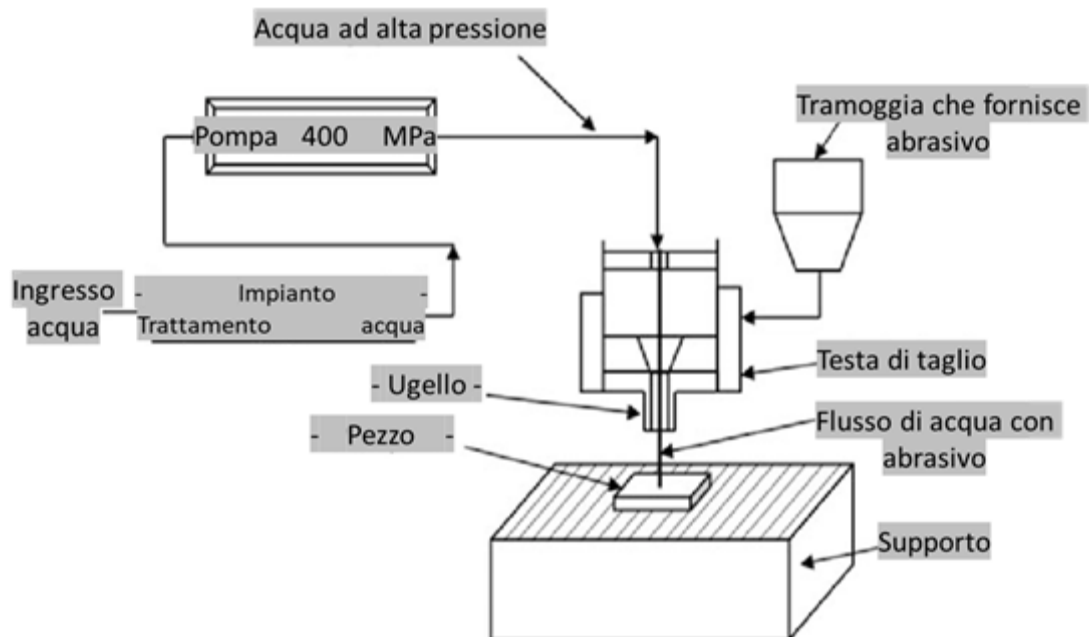 Acqua ad alta pressione
Tramoggia che fornisce
abrasivo
Pompa 400 MPa
Ingresso
acqua
- Impianto -
Trattamento acqua
Testa di taglio
- Ugello -
- Pezzo -
Flusso di acqua con
abrasivo
Supporto